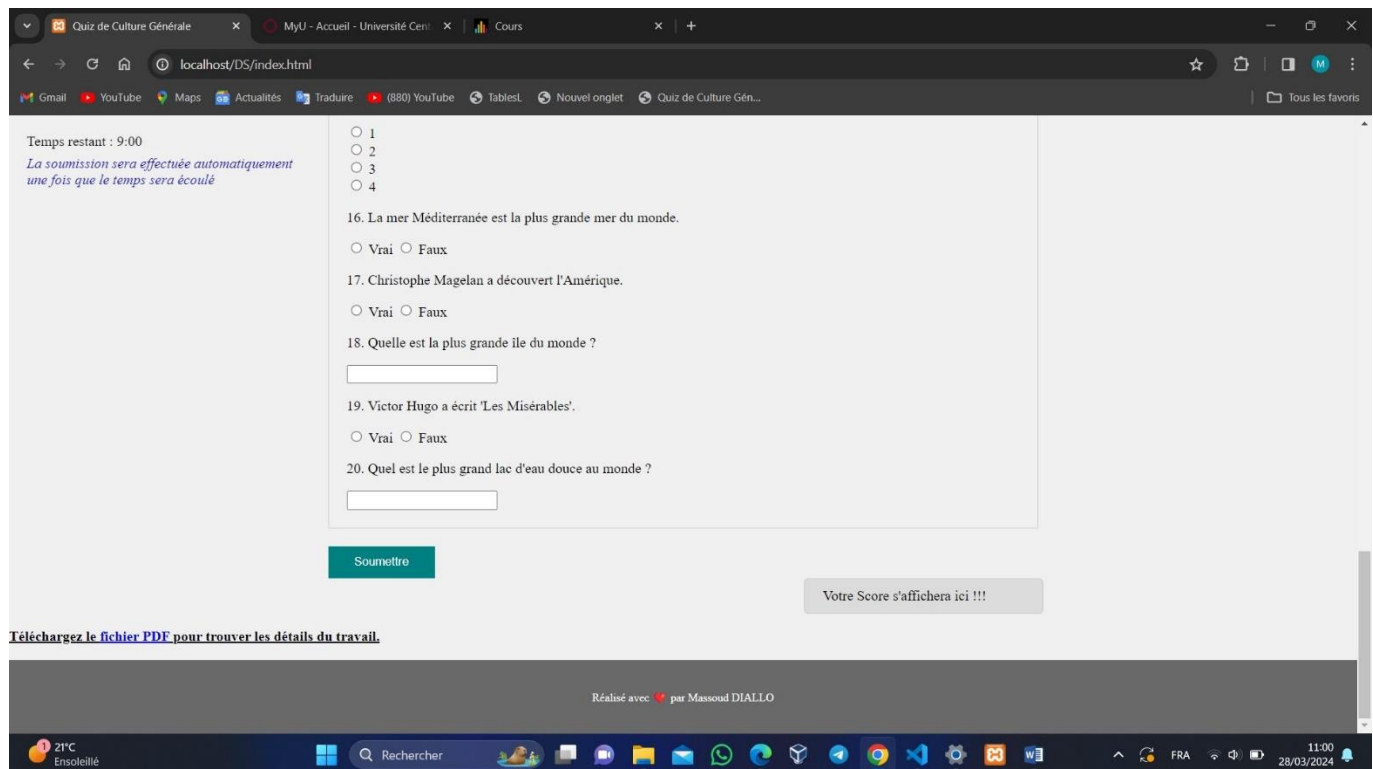 Quiz de Culture Générale
MyU - Accueil - Université Cent
Cours
localhost/DS/index.html
M
Gmail
YouTube
Maps
Actualités
Traduire
(880) YouTube
TablesL
Nouvel onglet
Quiz de Culture Gén...
Tous les favoris
Temps restant : 9:00
La soumission sera effectuée automatiquement
une fois que le temps sera écoulé
1
2
3
4
16. La mer Méditerranée est la plus grande mer du monde.
Vrai Faux
17. Christophe Magelan a découvert l'Amérique.
Vrai Faux
18. Quelle est la plus grande île du monde ?
19. Victor Hugo a écrit 'Les Misérables'.
Vrai Faux
20. Quel est le plus grand lac d'eau douce au monde ?
Soumettre
Votre Score s'affichera ici !!!
Téléchargez le fichier PDF pour trouver les détails du travail.
Réalisé avec ❤ par Massoud DIALLO
1
21°C
Ensoleillé
Rechercher
FRA
11:00
28/03/2024